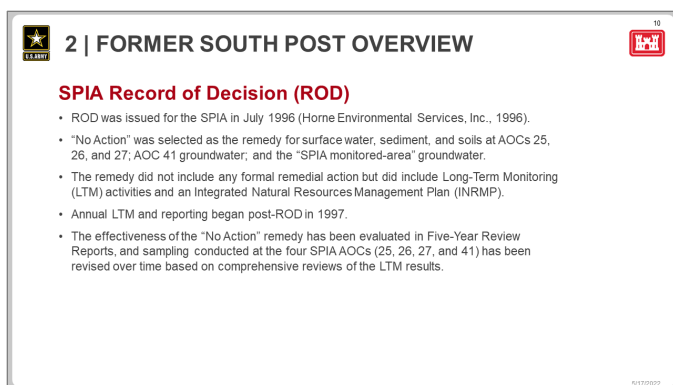 10
2 | FORMER SOUTH POST OVERVIEW
U.S. ARMY
SPIA Record of Decision (ROD)
• ROD was issued for the SPIA in July 1996 (Horne Environmental Services, Inc., 1996).
• “No Action” was selected as the remedy for surface water, sediment, and soils at AOCs 25,
26, and 27; AOC 41 groundwater; and the “SPIA monitored-area” groundwater.
• The remedy did not include any formal remedial action but did include Long-Term Monitoring
(LTM) activities and an Integrated Natural Resources Management Plan (INRMP).
• Annual LTM and reporting began post-ROD in 1997.
• The effectiveness of the “No Action” remedy has been evaluated in Five-Year Review
Reports, and sampling conducted at the four SPIA AOCs (25, 26, 27, and 41) has been
revised over time based on comprehensive reviews of the LTM results.
5/17/2022